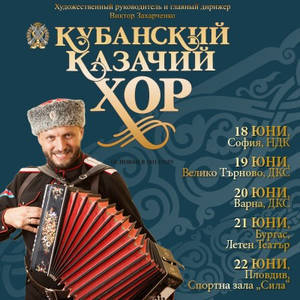 Художественный руководитель и главный дирижер
Виктор Захарченко
КУБАНСКИЙ
КАЗАЧИЙ
ХОР
18 ЮНИ,
София, НДК
19 ЮНИ,
Велико Търново, ДКС
20 ЮНИ,
Варна, ДКС
21 ЮНИ,
Бургас,
Летен Театър
22 ЮНИ,
Пловдив,
Спортна зала „Сила”